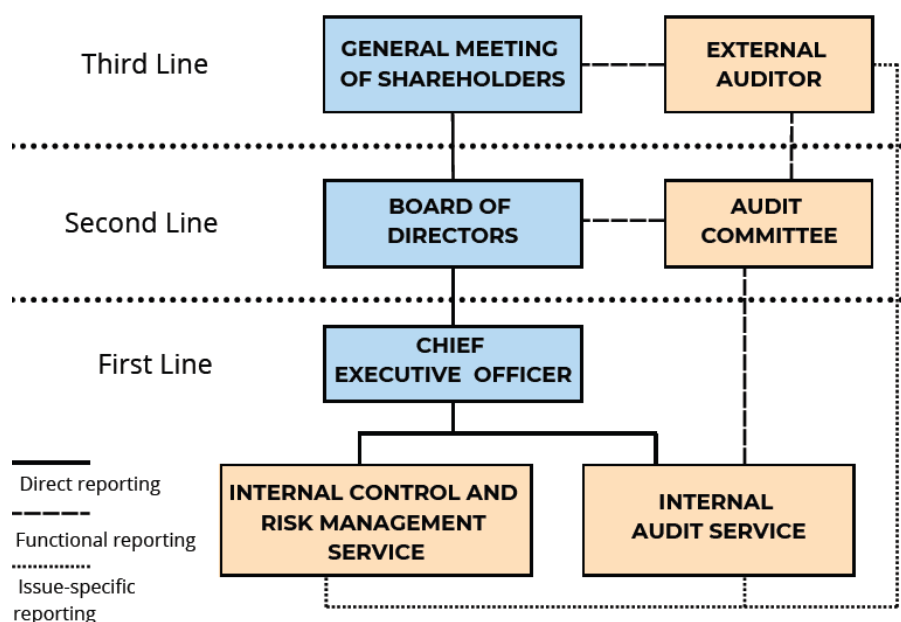 Third Line
GENERAL MEETING
OF SHAREHOLDERS
EXTERNAL
AUDITOR
Second Line
BOARD OF
DIRECTORS
AUDIT
COMMITTEE
First Line
CHIEF
EXECUTIVE OFFICER
Direct reporting
Functional reporting
Issue-specific
reporting
INTERNAL CONTROL AND
RISK MANAGEMENT
SERVICE
INTERNAL
AUDIT SERVICE